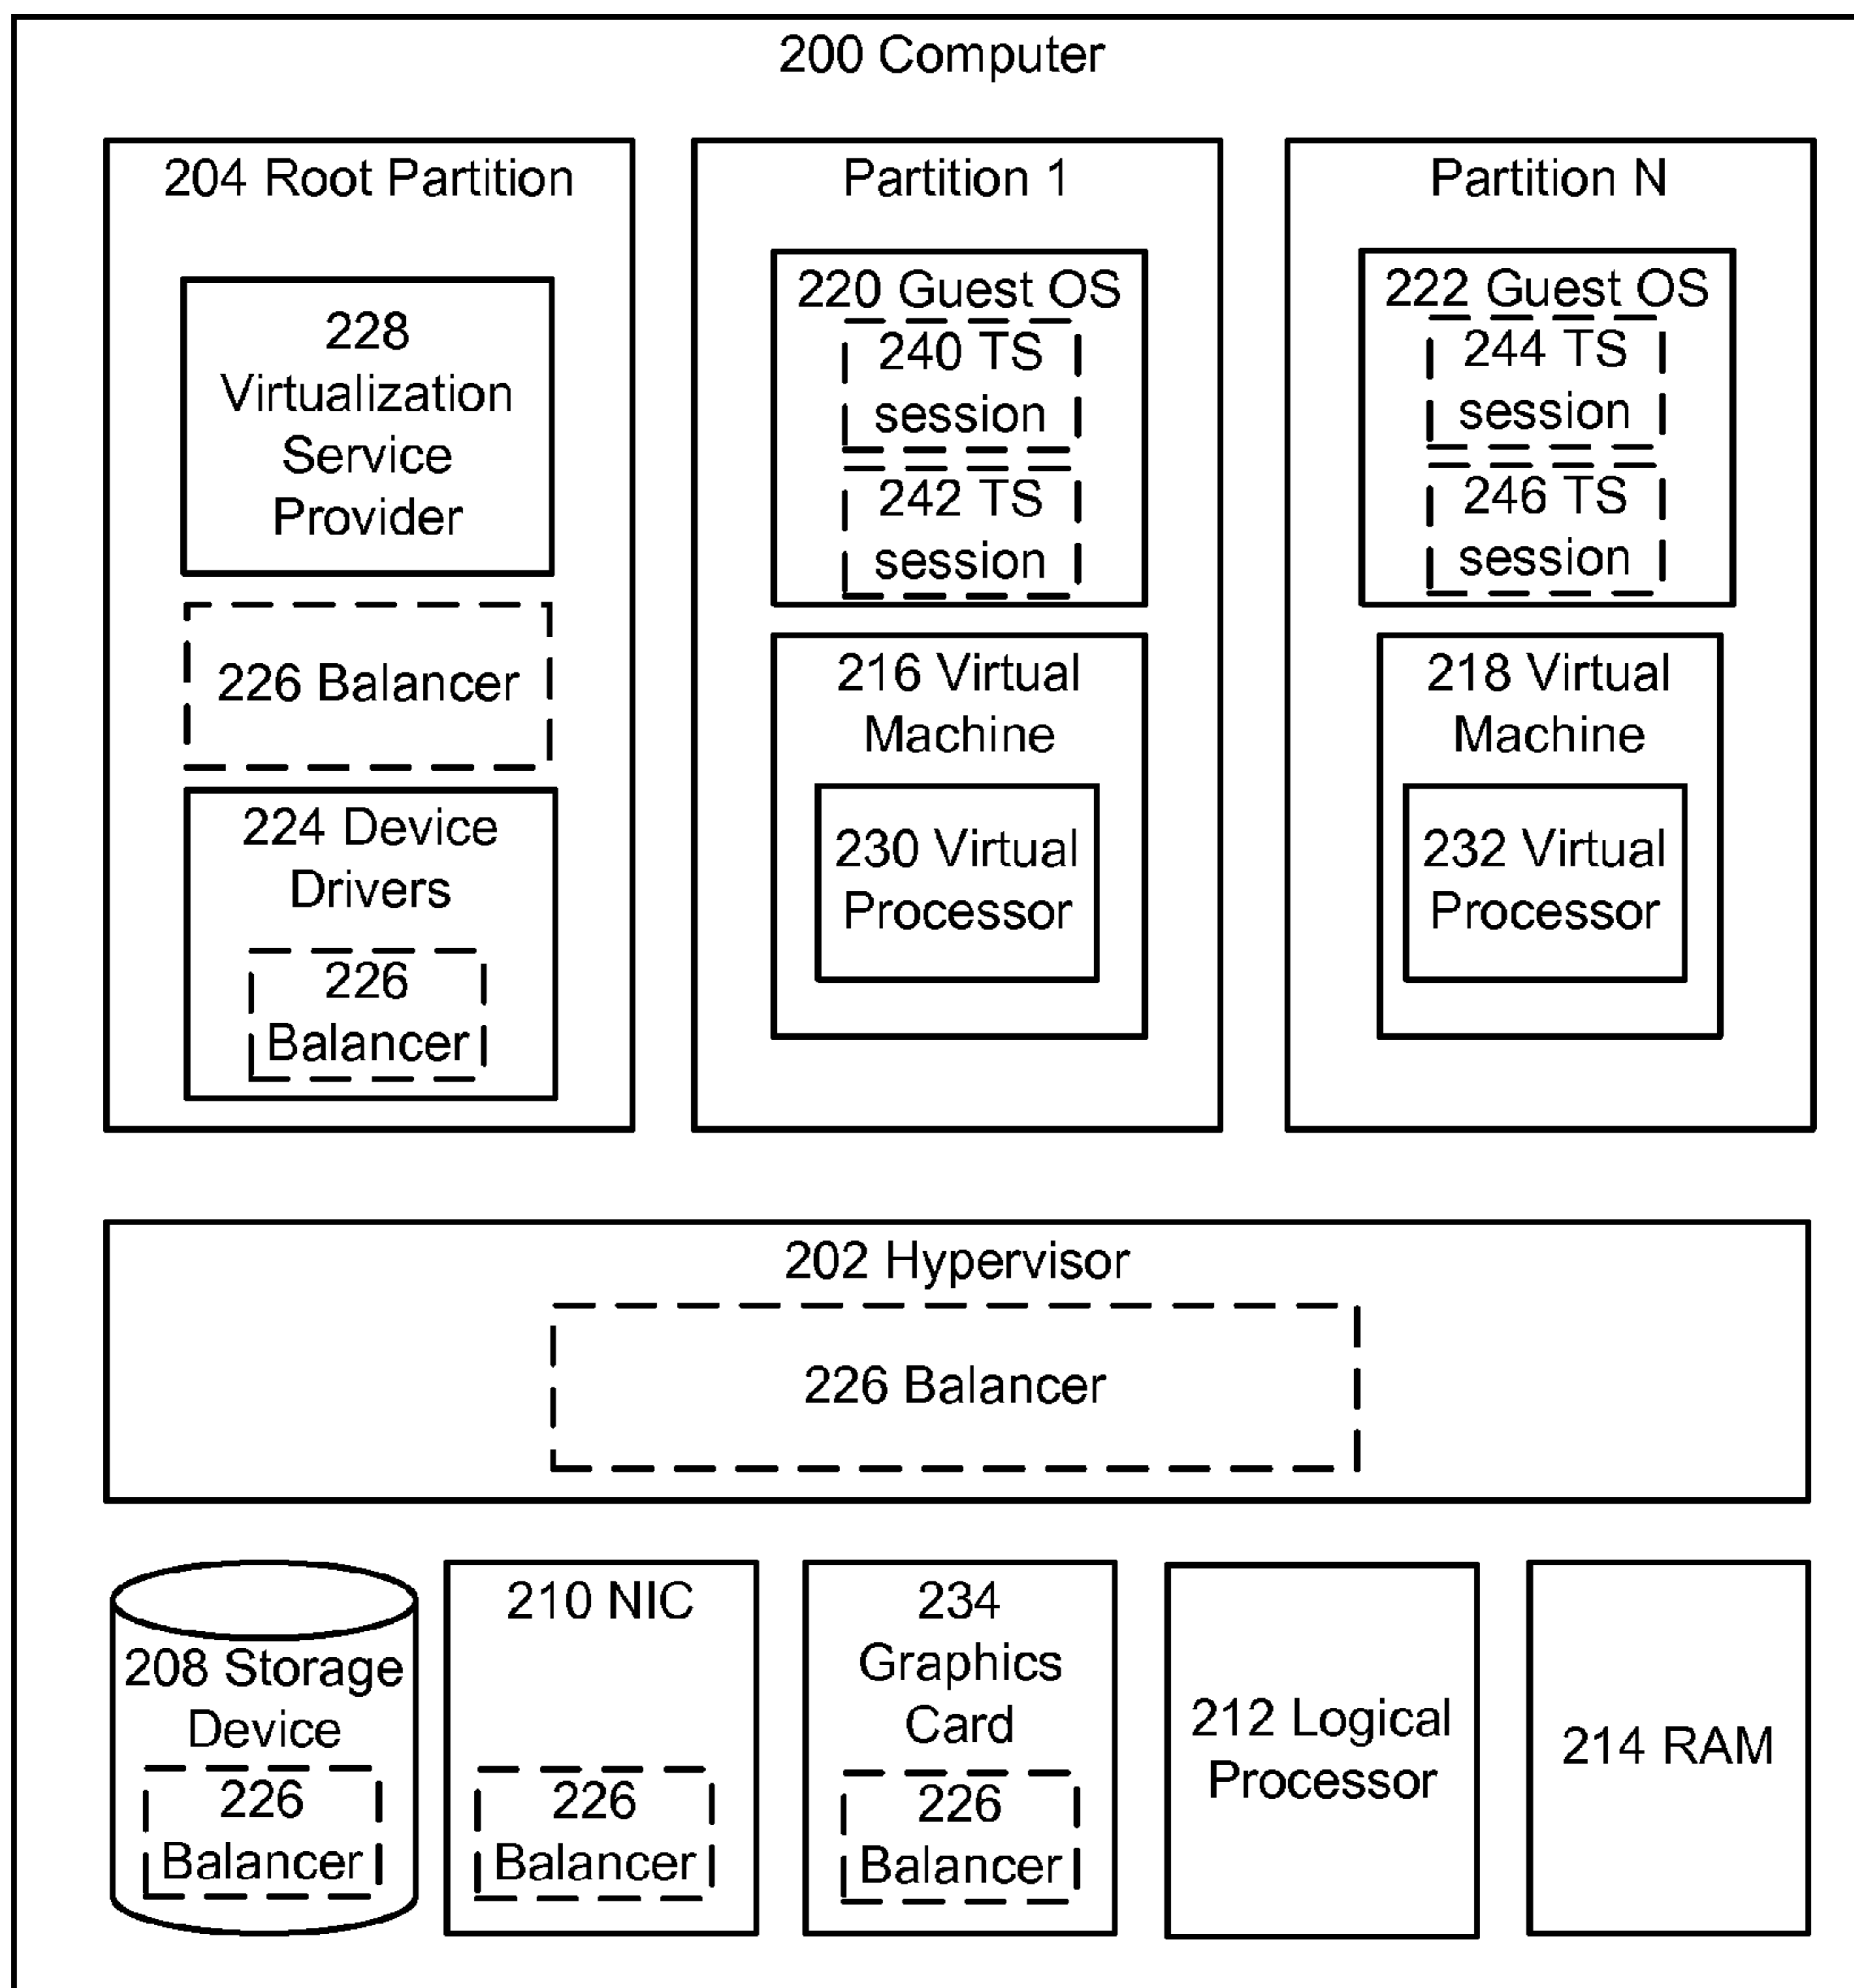 200 Computer
204 Root Partition
228
Virtualization
Service
Provider
226 Balancer
224 Device
Drivers
226
Balancer
Partition 1
220 Guest OS
240 TS
session
242 TS
session
216 Virtual
Machine
230 Virtual
Processor
Partition N
222 Guest OS
244 TS
session
246 TS
session
218 Virtual
Machine
232 Virtual
Processor
202 Hypervisor
226 Balancer
208 Storage
Device
226
Balancer
210 NIC
226
Balancer
234
Graphics
Card
226
Balancer
212 Logical
Processor
214 RAM